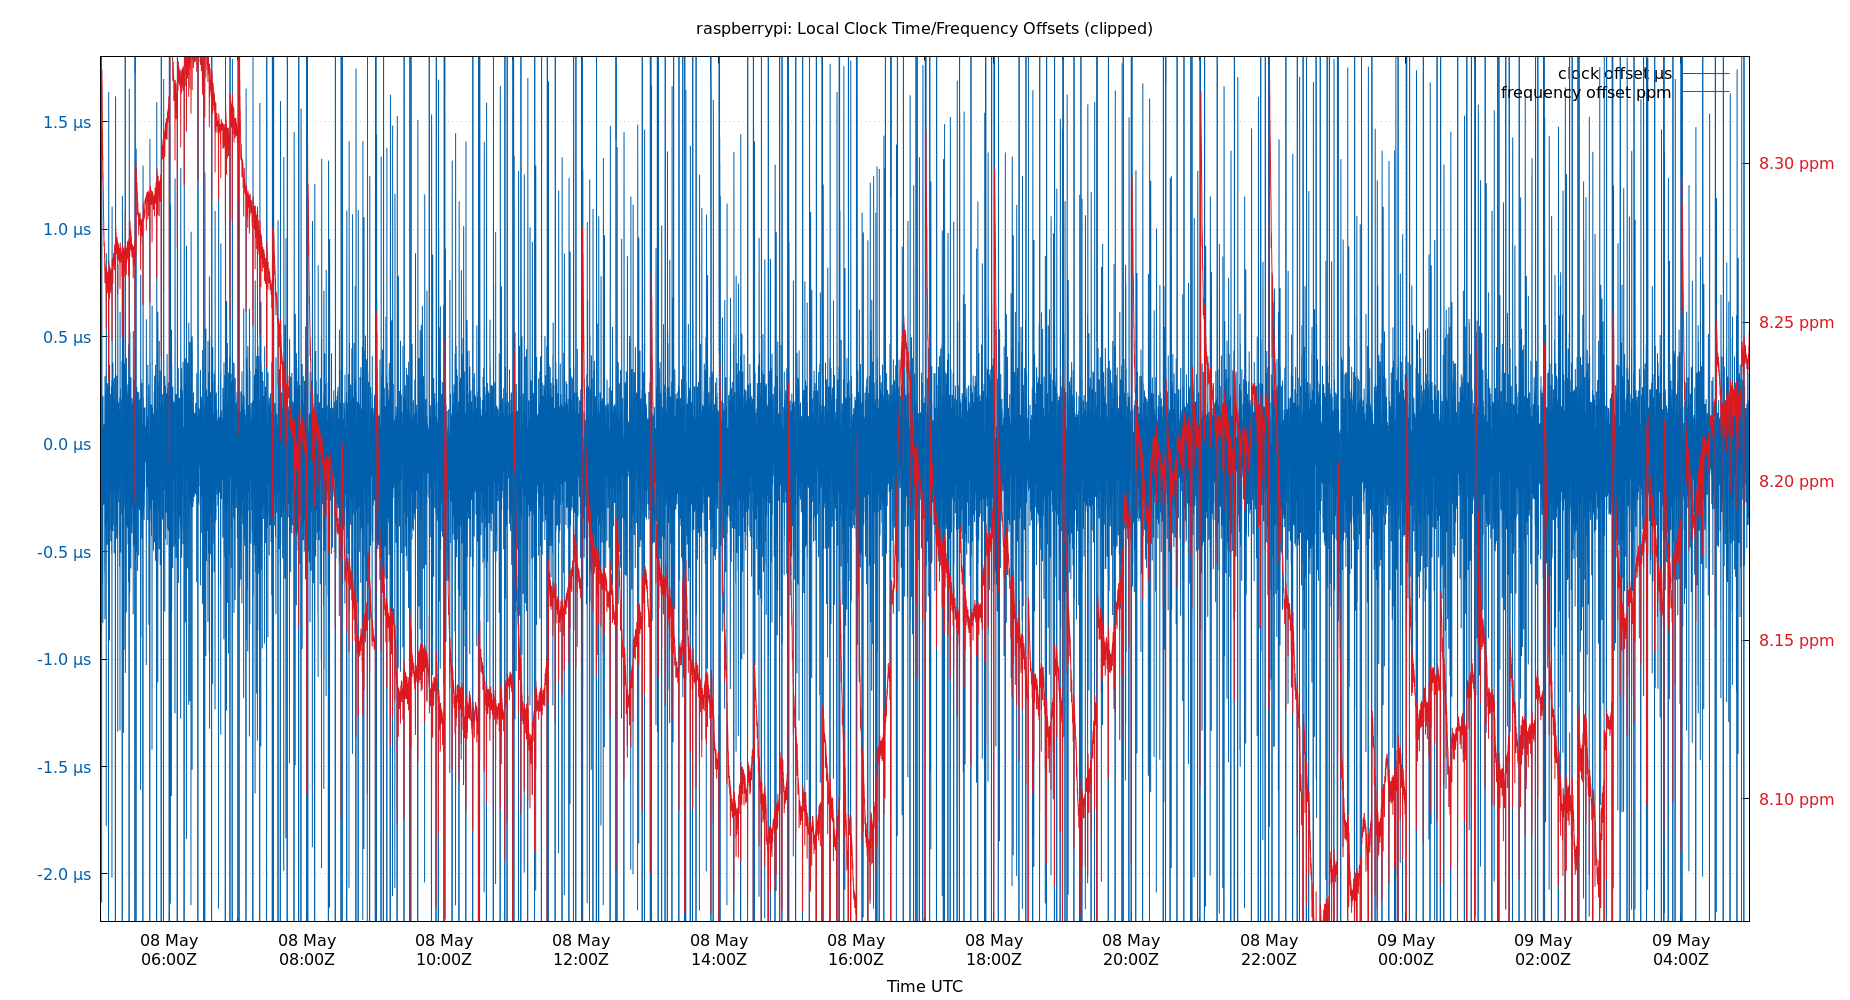 raspberrypi: Local Clock Time/Frequency Offsets (clipped)
clock offset µs
frequency offset ppm
1.5 µs
1.0 µs
0.5 µs
0.0 µs
-0.5 µs
-1.0 µs
-1.5 µs
-2.0 µs
8.30 ppm
8.25 ppm
8.20 ppm
8.15 ppm
8.10 ppm
08 May
06:00Z
08 May
08:00Z
08 May
10:00Z
08 May
12:00Z
08 May
14:00Z
08 May
16:00Z
08 May
18:00Z
08 May
20:00Z
08 May
22:00Z
09 May
00:00Z
09 May
02:00Z
09 May
04:00Z
Time UTC